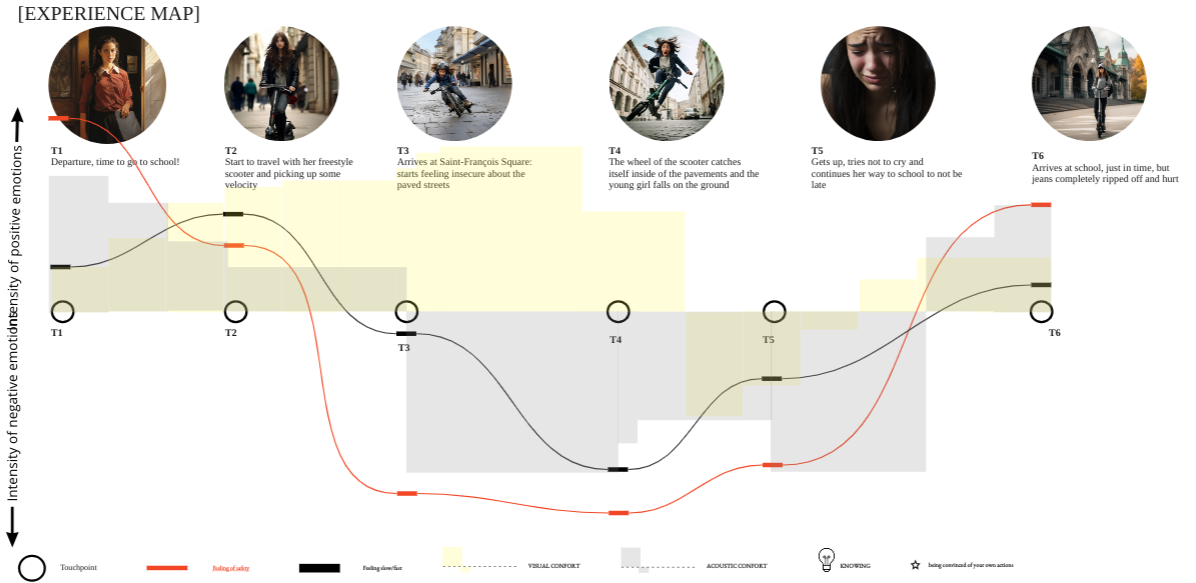 [EXPERIENCE MAP]
T1
Departure, time to go to school!
T2
Start to travel with her freestyle
scooter and picking up some
velocity
T3
Arrives at Saint-François Square:
starts feeling insecure about the
paved streets
T4
The wheel of the scooter catches
itself inside of the pavements and the
young girl falls on the ground
T5
Gets up, tries not to cry and
continues her way to school to not be
late
T6
Arrives at school, just in time, but
jeans completely ripped off and hurt
Intensity of positive emotions
Intensity of negative emotions
T1
T2
T3
T4
T5
T6
Touchpoint
Feeling of safety
Feeling slow/fast
VISUAL CONFORT
ACOUSTIC CONFORT
KNOWING
being convinced of your own actions